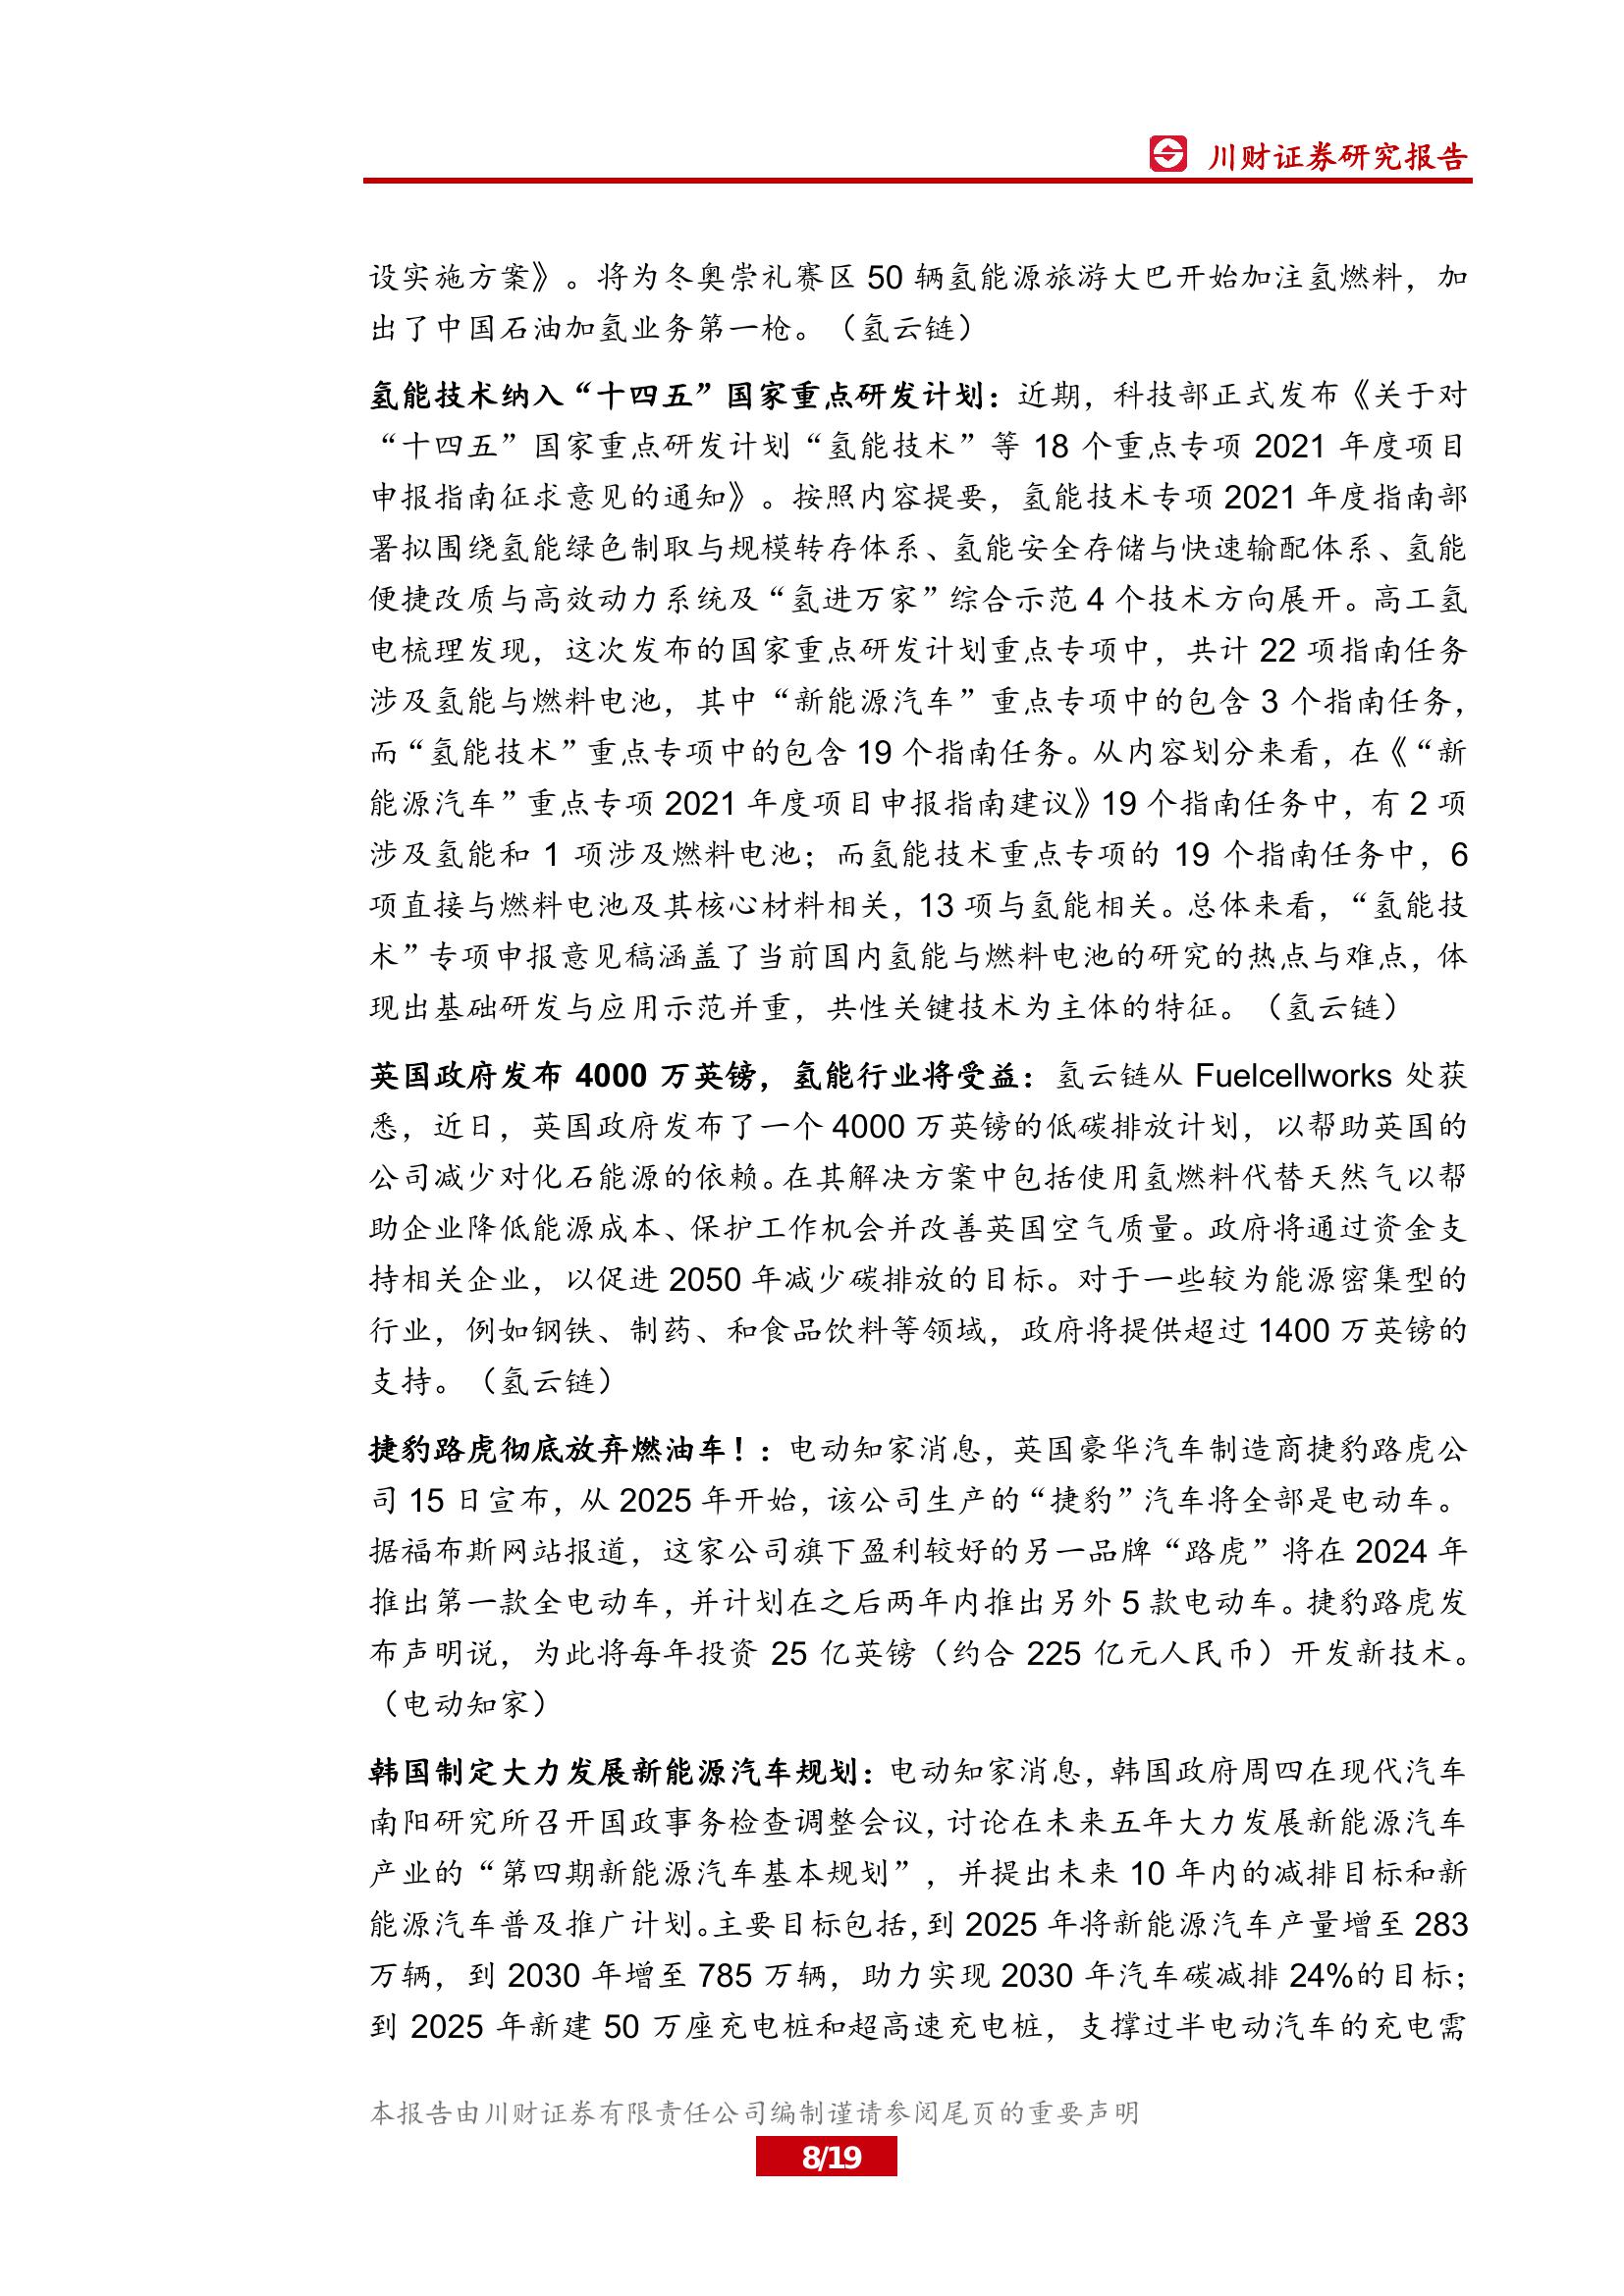 川财证券研究报告
设实施方案》。将为冬奥崇礼赛区 50 辆氢能源旅游大巴开始加注氢燃料，加
出了中国石油加氢业务第一枪。（氢云链）
氢能技术纳入“十四五”国家重点研发计划：近期，科技部正式发布《关于对
“十四五”国家重点研发计划“氢能技术”等 18 个重点专项 2021 年度项目
申报指南征求意见的通知》。按照内容提要，氢能技术专项 2021 年度指南部
署拟围绕氢能绿色制取与规模转存体系、氢能安全存储与快速输配体系、氢能
便捷改质与高效动力系统及“氢进万家”综合示范 4 个技术方向展开。高工氢
电梳理发现，这次发布的国家重点研发计划重点专项中，共计 22 项指南任务
涉及氢能与燃料电池，其中“新能源汽车”重点专项中的包含 3 个指南任务，
而“氢能技术”重点专项中的包含 19 个指南任务。从内容划分来看，在《“新
能源汽车”重点专项 2021 年度项目申报指南建议》19 个指南任务中，有 2 项
涉及氢能和 1 项涉及燃料电池；而氢能技术重点专项的 19 个指南任务中，6
项直接与燃料电池及其核心材料相关，13 项与氢能相关。总体来看，“氢能技
术”专项申报意见稿涵盖了当前国内氢能与燃料电池的研究的热点与难点，体
现出基础研发与应用示范并重，共性关键技术为主体的特征。（氢云链）
英国政府发布 4000 万英镑，氢能行业将受益：氢云链从 Fuelcellworks 处获
悉，近日，英国政府发布了一个 4000 万英镑的低碳排放计划，以帮助英国的
公司减少对化石能源的依赖。在其解决方案中包括使用氢燃料代替天然气以帮
助企业降低能源成本、保护工作机会并改善英国空气质量。政府将通过资金支
持相关企业，以促进 2050 年减少碳排放的目标。对于一些较为能源密集型的
行业，例如钢铁、制药、和食品饮料等领域，政府将提供超过 1400 万英镑的
支持。（氢云链）
捷豹路虎彻底放弃燃油车！：电动知家消息，英国豪华汽车制造商捷豹路虎公
司 15 日宣布，从 2025 年开始，该公司生产的“捷豹”汽车将全部是电动车。
据福布斯网站报道，这家公司旗下盈利较好的另一品牌“路虎”将在 2024 年
推出第一款全电动车，并计划在之后两年内推出另外 5 款电动车。捷豹路虎发
布声明说，为此将每年投资 25 亿英镑（约合 225 亿元人民币）开发新技术。
（电动知家）
韩国制定大力发展新能源汽车规划：电动知家消息，韩国政府周四在现代汽车
南阳研究所召开国政事务检查调整会议，讨论在未来五年大力发展新能源汽车
产业的“第四期新能源汽车基本规划”，并提出未来 10 年内的减排目标和新
能源汽车普及推广计划。主要目标包括，到 2025 年将新能源汽车产量增至 283
万辆，到 2030 年增至 785 万辆，助力实现 2030 年汽车碳减排 24%的目标；
到 2025 年新建 50 万座充电桩和超高速充电桩，支撑过半电动汽车的充电需
本报告由川财证券有限责任公司编制谨请参阅尾页的重要声明
8/19